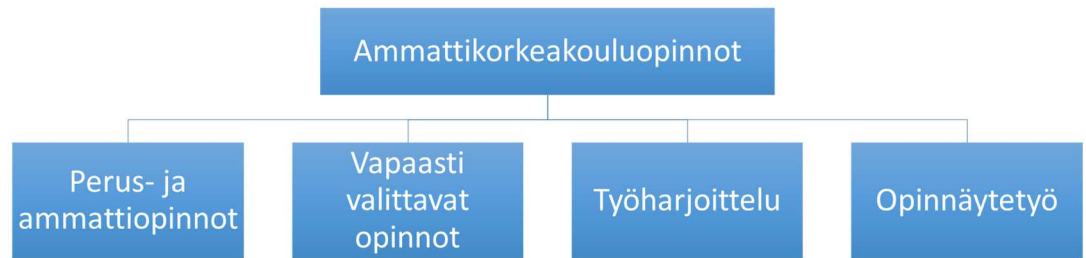 Ammattikorkeakouluopinnot
Perus- ja
ammattiopinnot
Vapaasti
valittavat
opinnot
Työharjoittelu
Opinnäytetyö